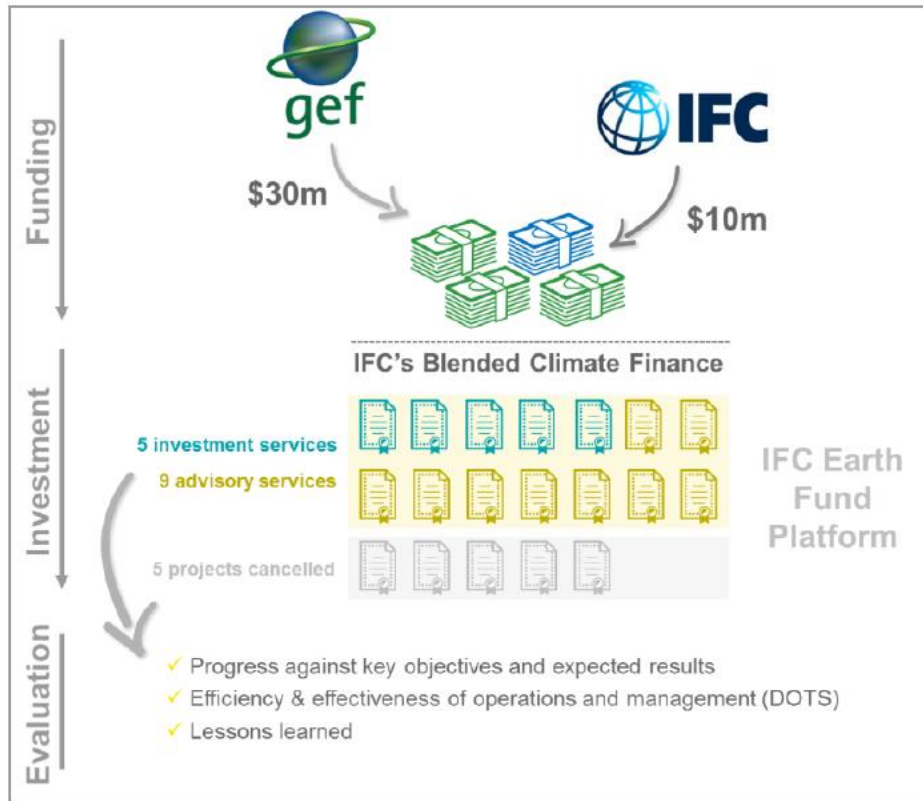 Funding
gef
$30m
IFC
$10m
IFC's Blended Climate Finance
Investment
5 investment services
9 advisory services
5 projects cancelled
IFC Earth
Fund
Platform
Evaluation
Progress against key objectives and expected results
Efficiency & effectiveness of operations and management (DOTS)
Lessons learned